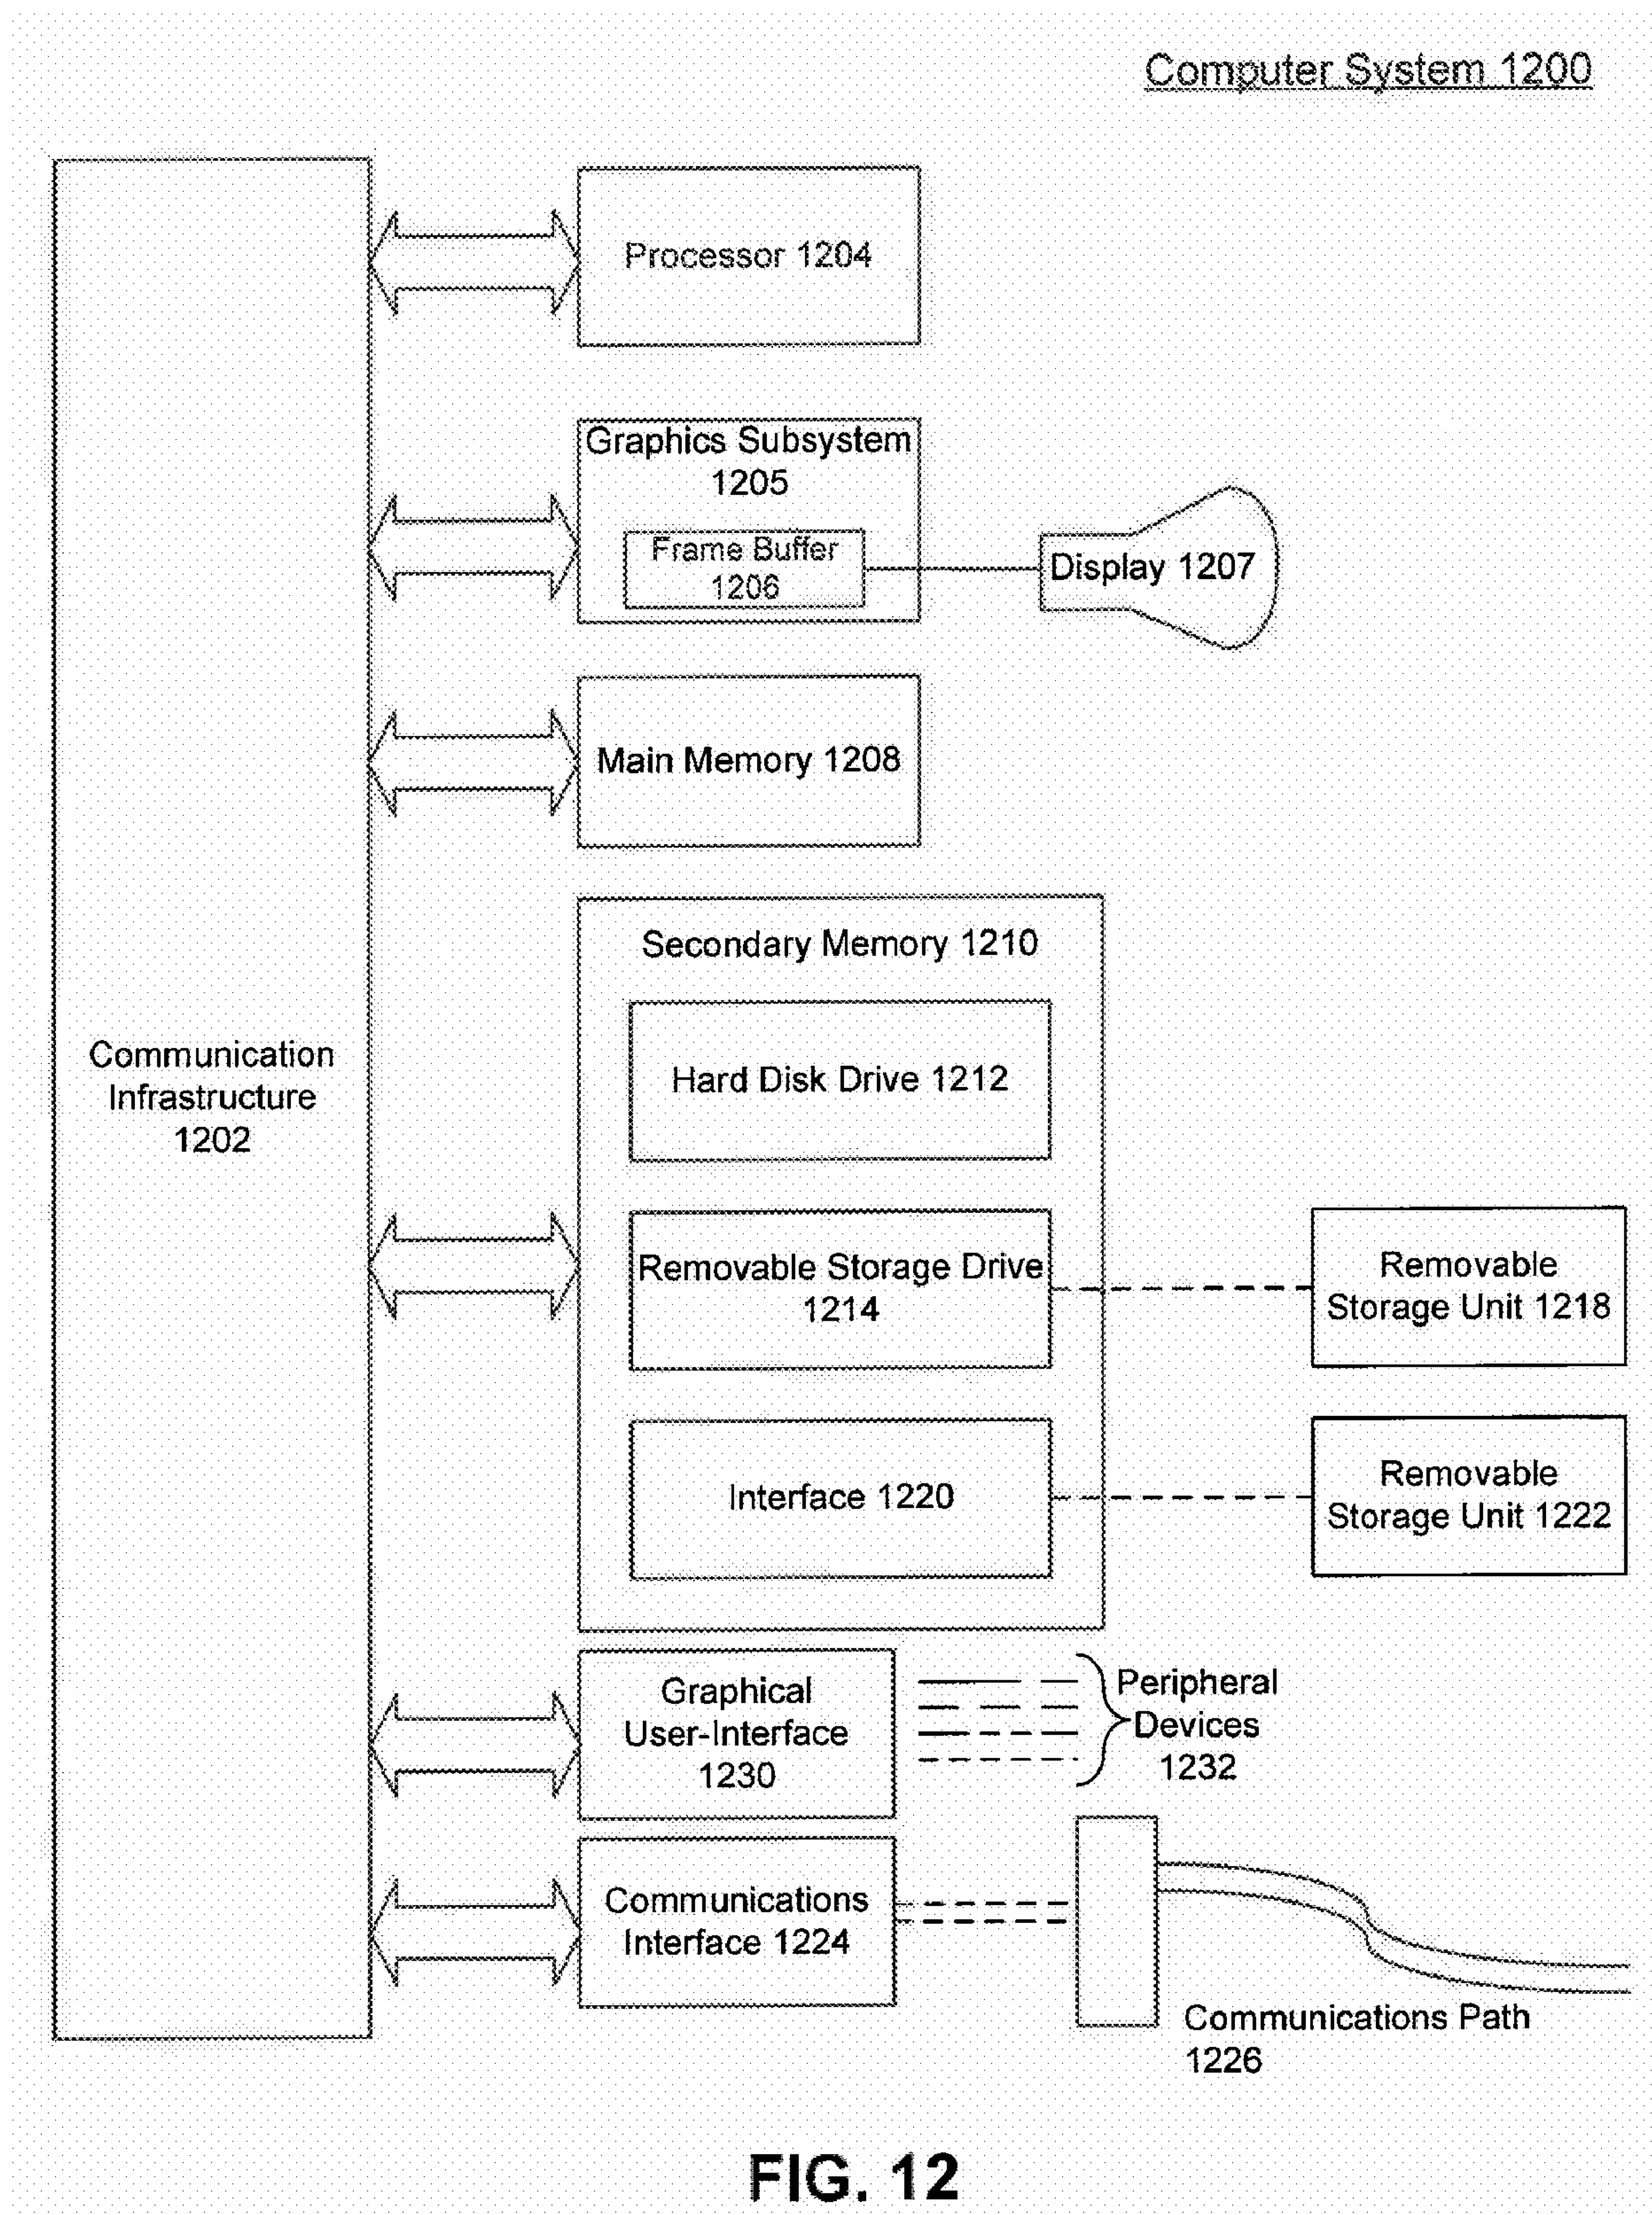 Computer System 1200
Processor 1204
Graphics Subsystem
1205
Frame Buffer
1206
Display 1207
Main Memory 1208
Secondary Memory 1210
Hard Disk Drive 1212
Communication
Infrastructure
1202
Removable Storage Drive
1214
Removable
Storage Unit 1218
Interface 1220
Removable
Storage Unit 1222
Graphical
User-Interface
1230
Peripheral
Devices
1232
Communications
Interface 1224
Communications Path
1226
FIG. 12